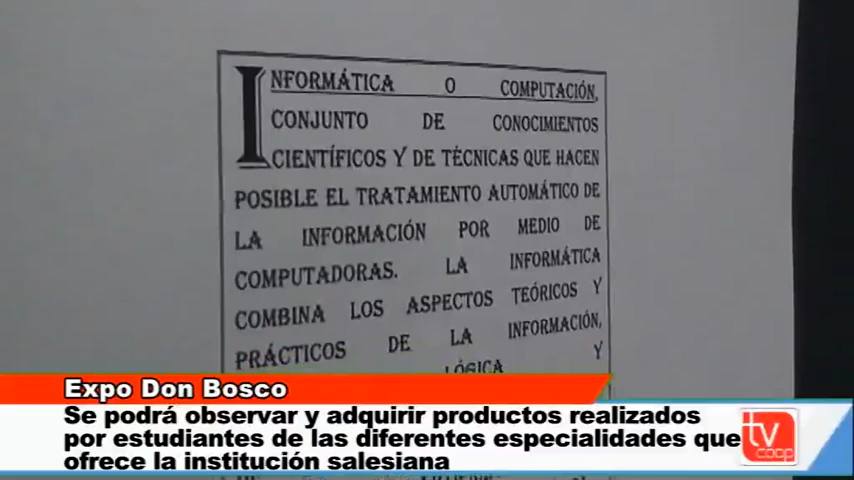 INFORMÁTICA O COMPUTACIÓN,
CONJUNTO DE CONOCIMIENTOS
CIENTÍFICOS Y DE TÉCNICAS QUE HACEN
POSIBLE EL TRATAMIENTO AUTOMÁTICO DE
LA INFORMACIÓN POR MEDIO DE
COMPUTADORAS. LA INFORMÁTICA
COMBINA LOS ASPECTOS TEÓRICOS Y
PRÁCTICOS DE LA INFORMACIÓN,
LÓGICA Y
Expo Don Bosco
Se podrá observar y adquirir productos realizados
por estudiantes de las diferentes especialidades que
ofrece la institución salesiana
tv
coop